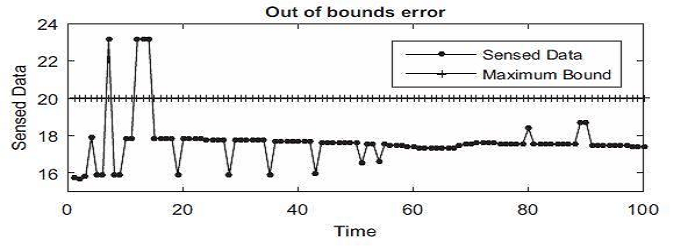 Out of bounds error
24
22
20
18
16
Sensed Data
Sensed Data
Maximum Bound
0 20 40 60 80 100
Time